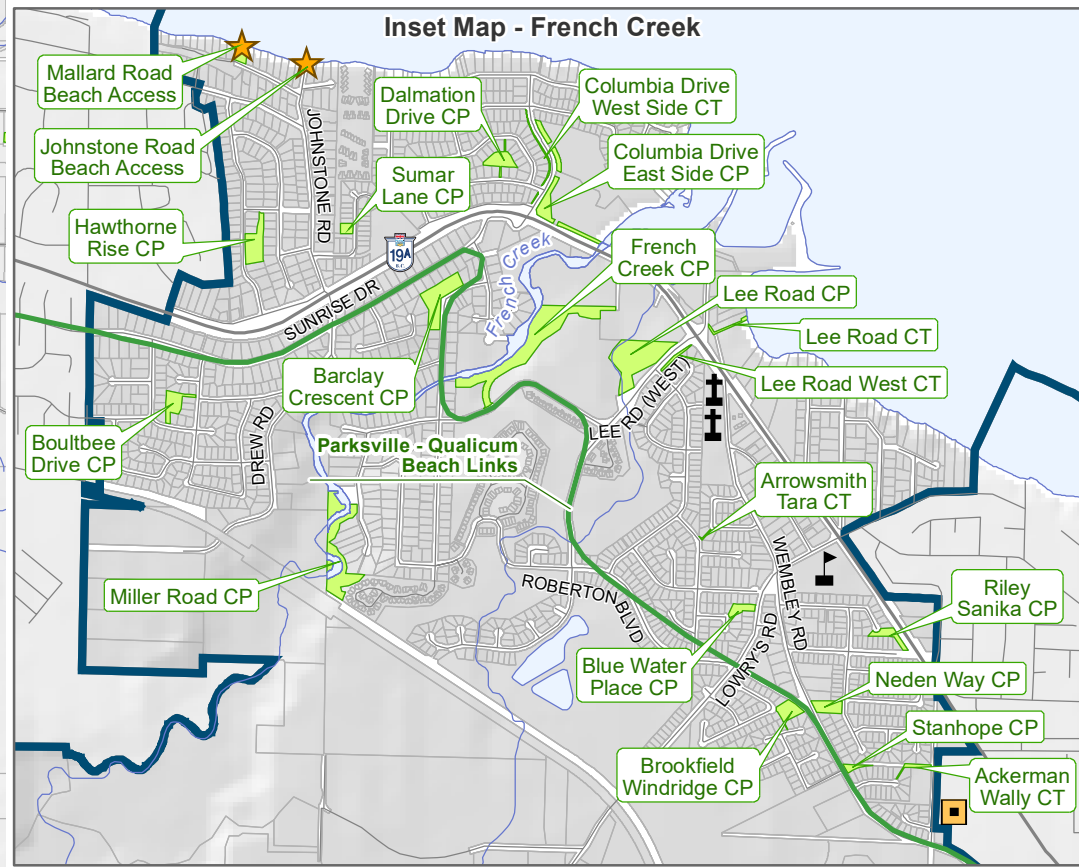 Inset Map - French Creek
Mallard Road
Beach Access
Johnstone Road
Beach Access
JOHNSTONE RD
Dalmation
Drive CP
Columbia Drive
West Side CT
Columbia Drive
East Side CP
Sumar
Lane CP
Hawthorne
Rise CP
19A
B.C.
French Creek
French
Creek CP
Lee Road CP
Lee Road CT
Lee Road West CT
SUNRISE DR
Barclay
Crescent CP
LEE RD (WEST)
Boultbee
Drive CP
DREW RD
Parksville - Qualicum
Beach Links
Arrowsmith
Tara CT
Miller Road CP
ROBERTON BLVD
WEMBLEY RD
LOWRY'S RD
Riley
Sanika CP
Blue Water
Place CP
Neden Way CP
Stanhope CP
Brookfield
Windridge CP
Ackerman
Wally CT